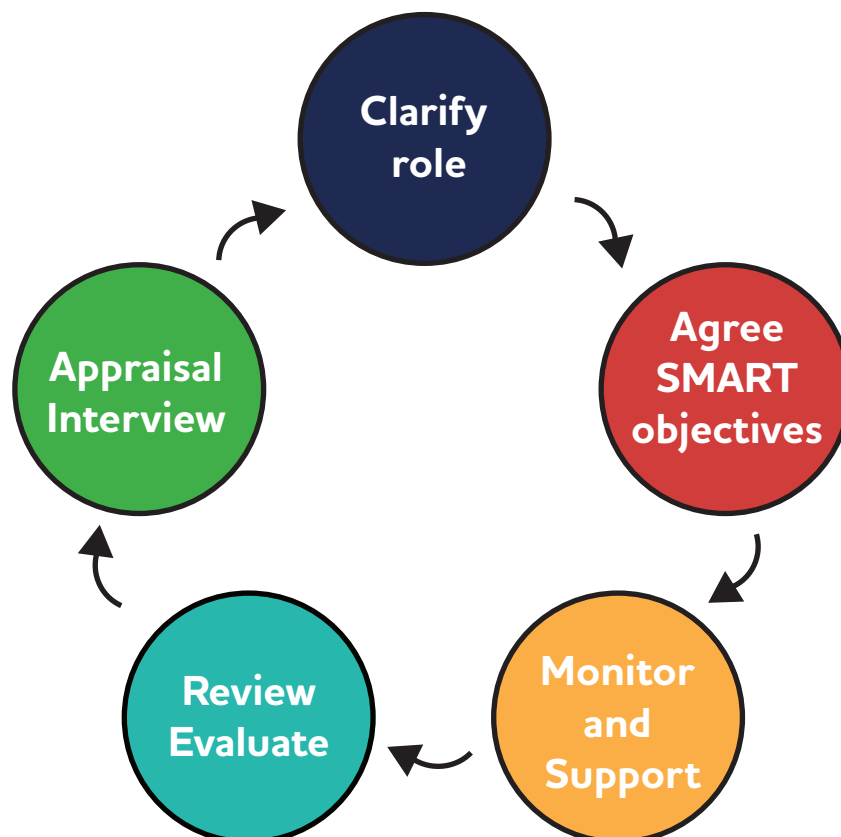 Clarify
role
Agree
SMART
objectives
Monitor
and
Support
Review
Evaluate
Appraisal
Interview